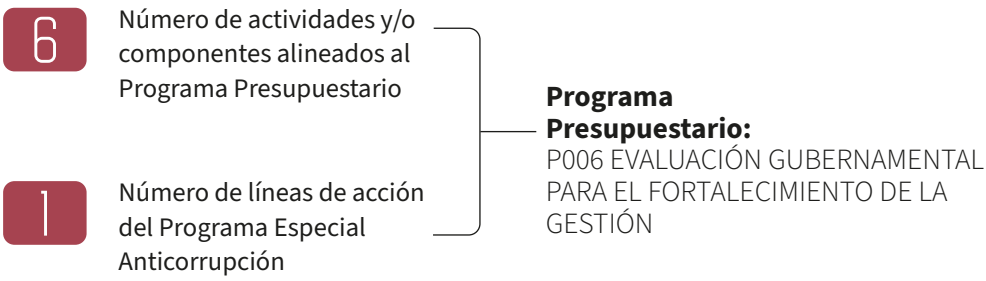 6
Número de actividades y/o
componentes alineados al
Programa Presupuestario
1
Número de líneas de acción
del Programa Especial
Anticorrupción
Programa
Presupuestario:
P006 EVALUACIÓN GUBERNAMENTAL
PARA EL FORTALECIMIENTO DE LA
GESTIÓN